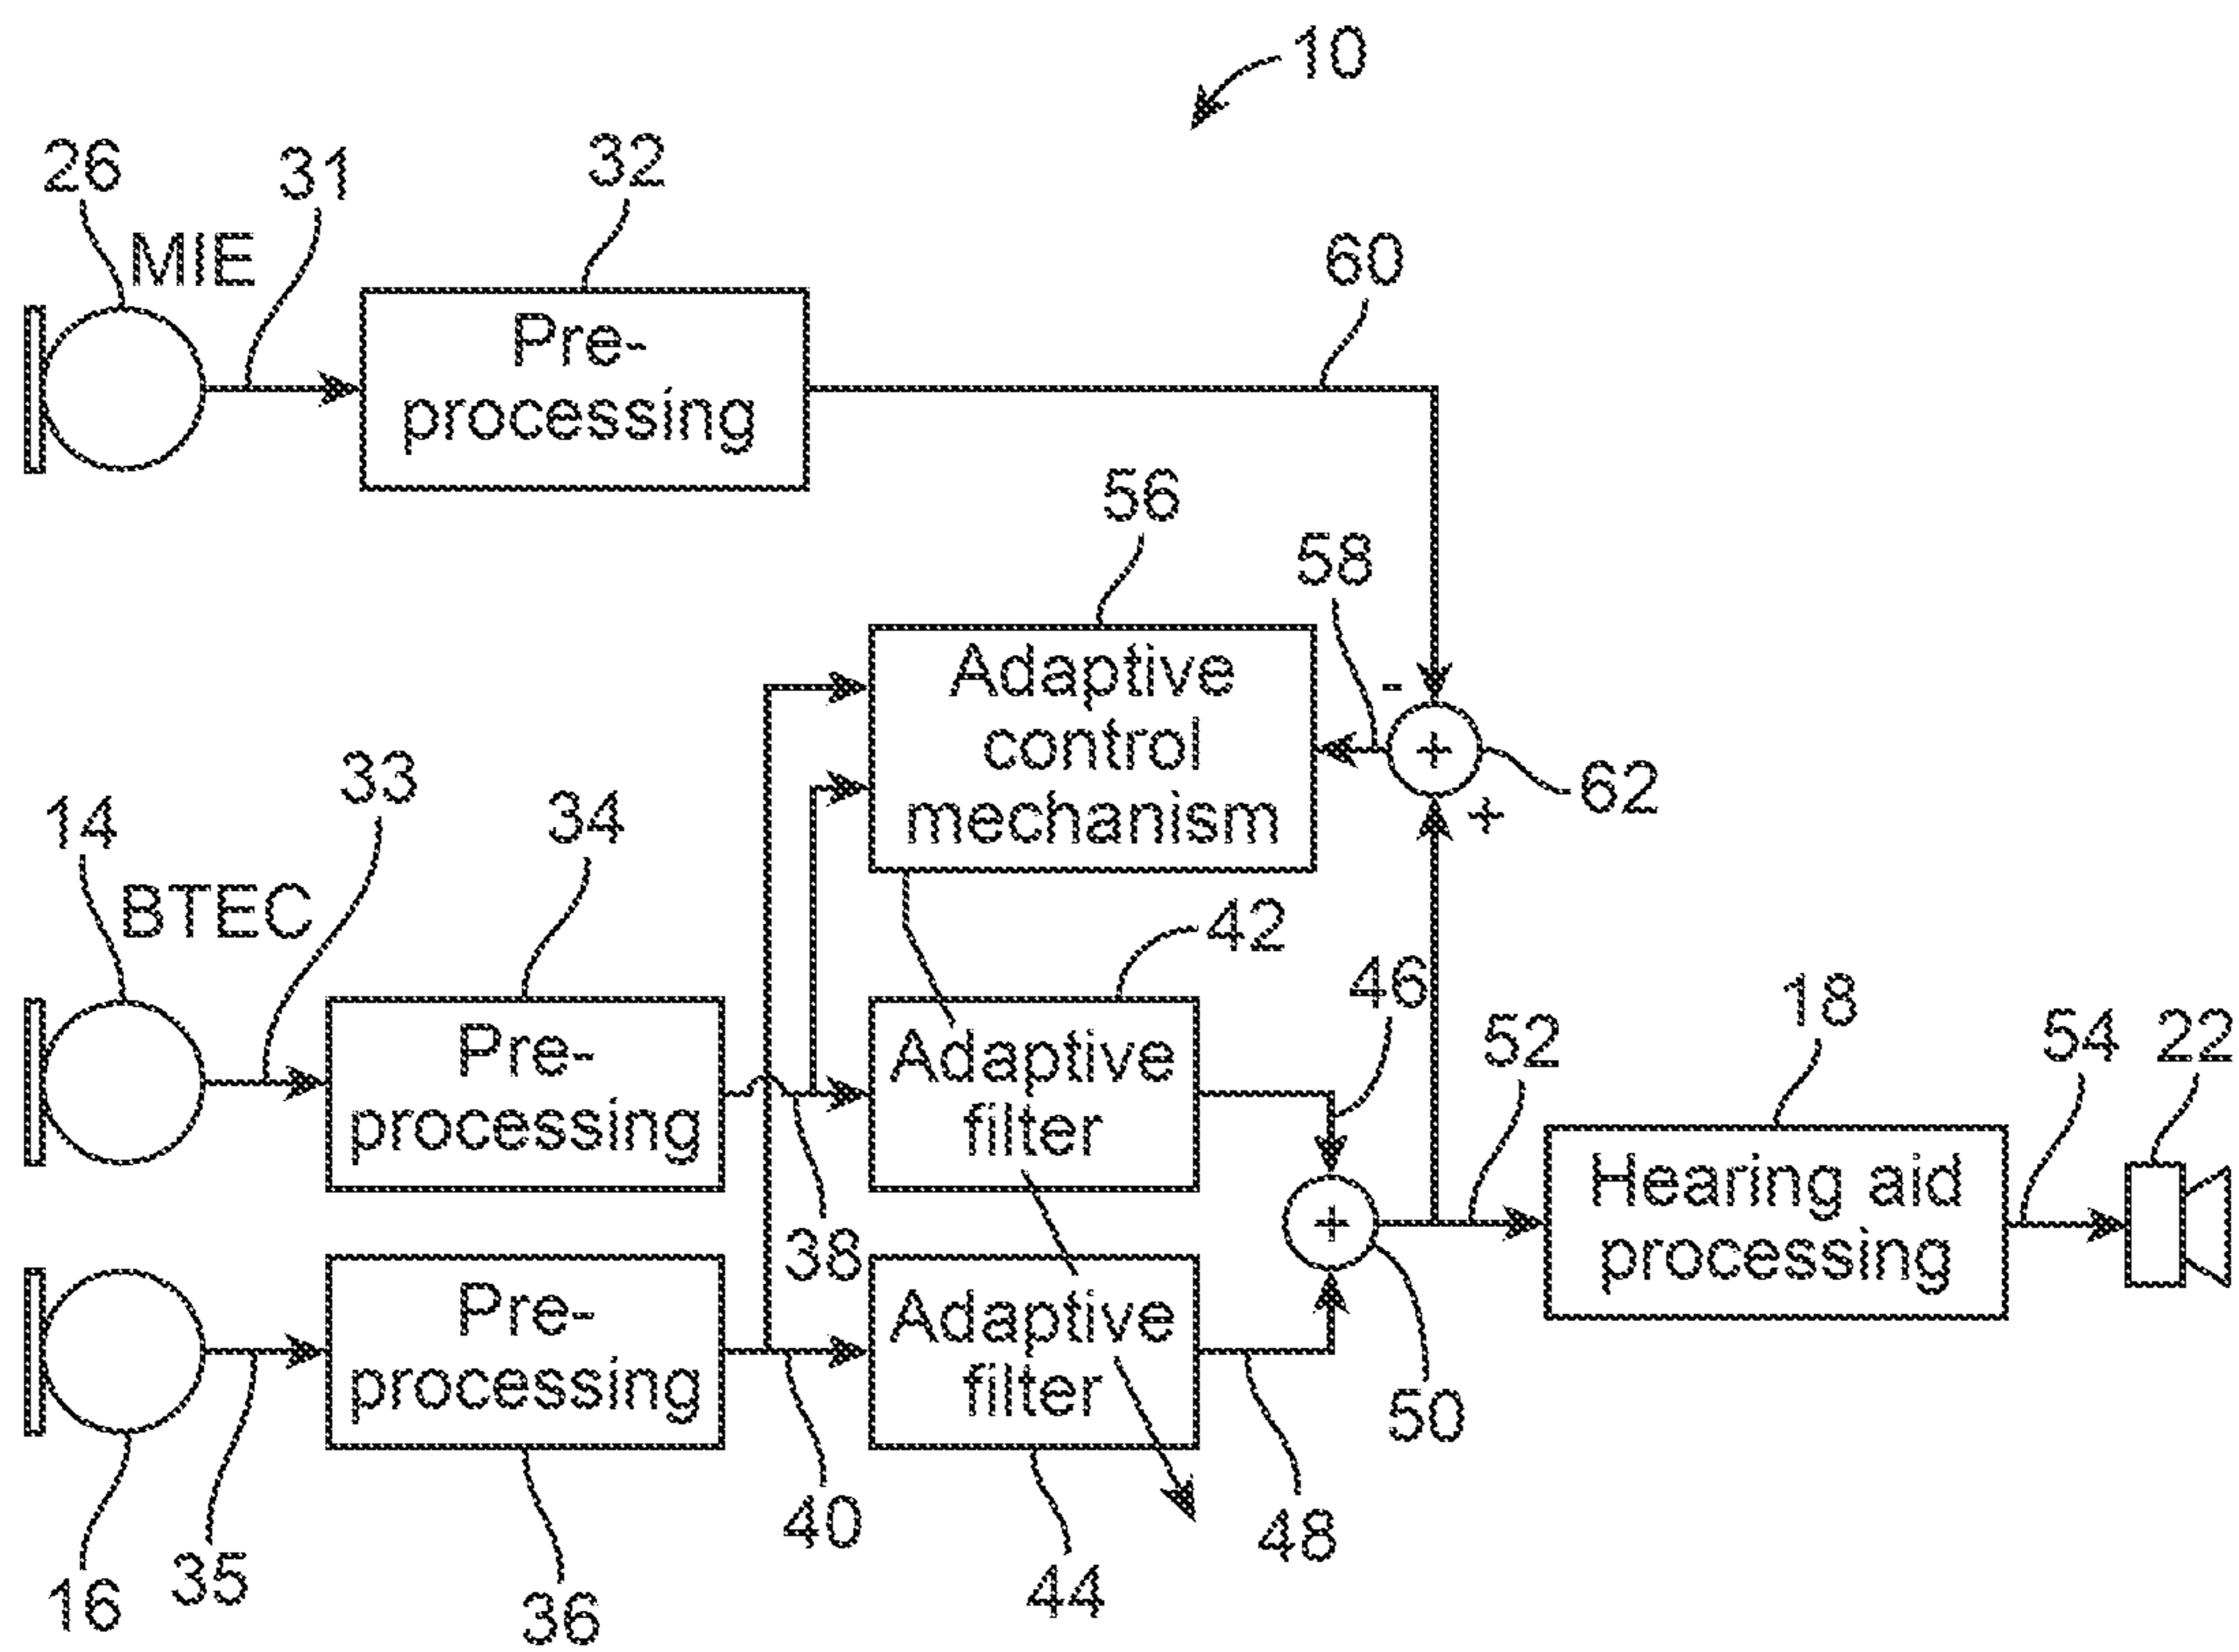 10
26
31
32
MIE
60
Pre-
processing
56
58
Adaptive
control
mechanism
-
+
62
+
14
33
34
BTEC
42
46
52
18
54
22
Pre-
processing
Adaptive
filter
38
+
Hearing aid
processing
Pre-
processing
Adaptive
filter
50
16
35
36
40
44
48